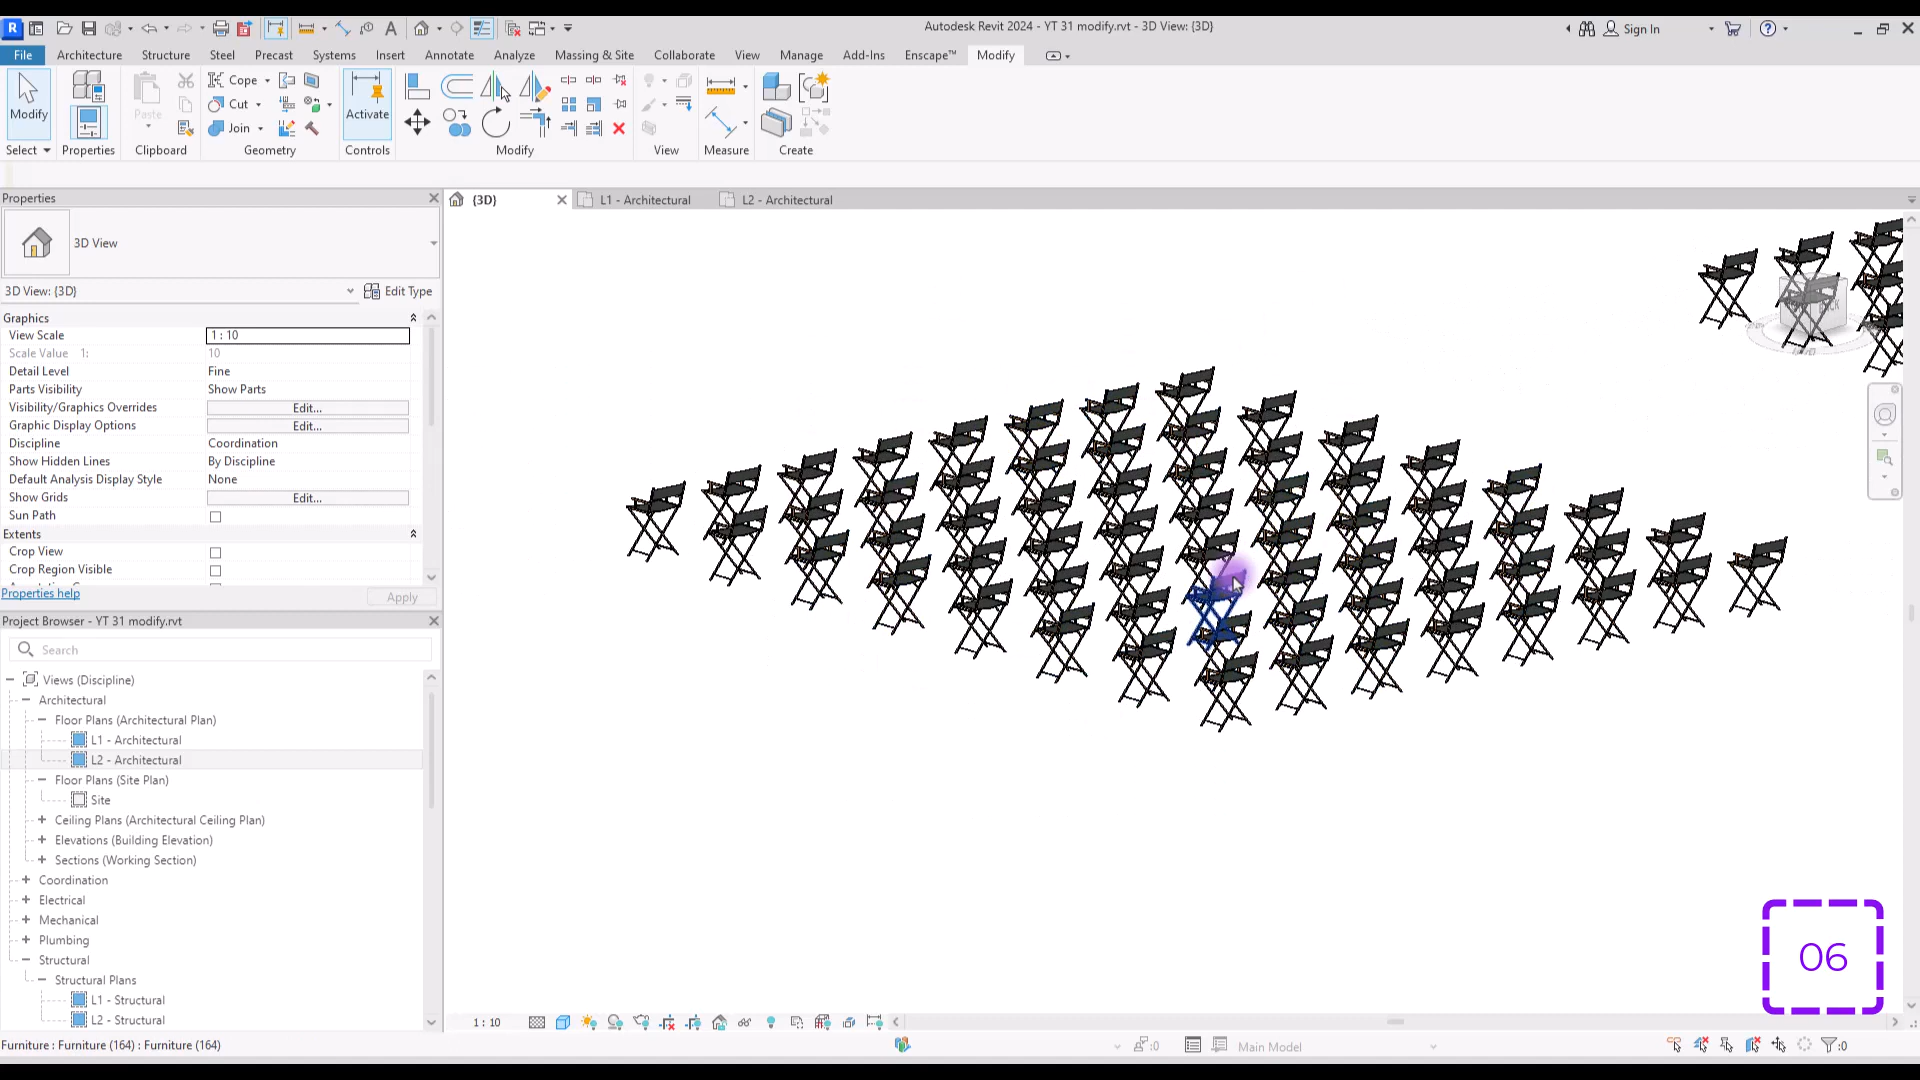 Autodesk Revit 2024 - YT 31 modify.rvt - 3D View: {3D}
Sign In
File Architecture Structure Steel Precast Systems Insert Annotate Analyze Massing & Site Collaborate View Manage Add-Ins Enscape™ Modify
Modify
Properties
Paste
Cope
Cut
Join
Activate
Select Properties Clipboard Geometry Controls Modify View Measure Create
Properties
3D View
3D View: {3D}
Edit Type
Graphics
View Scale 1 : 10
Scale Value 1: 10
Detail Level Fine
Parts Visibility Show Parts
Visibility/Graphics Overrides Edit...
Graphic Display Options Edit...
Discipline Coordination
Show Hidden Lines By Discipline
Default Analysis Display Style None
Show Grids Edit...
Sun Path
Extents
Crop View
Crop Region Visible
Properties help
Apply
Project Browser - YT 31 modify.rvt
Search
Views (Discipline)
Architectural
Floor Plans (Architectural Plan)
L1 - Architectural
L2 - Architectural
Floor Plans (Site Plan)
Site
Ceiling Plans (Architectural Ceiling Plan)
Elevations (Building Elevation)
Sections (Working Section)
Coordination
Electrical
Mechanical
Plumbing
Structural
Structural Plans
L1 - Structural
L2 - Structural
{3D}
L1 - Architectural
L2 - Architectural
BACK
06
1 : 10
Furniture : Furniture (164) : Furniture (164)
:0
Main Model
:0